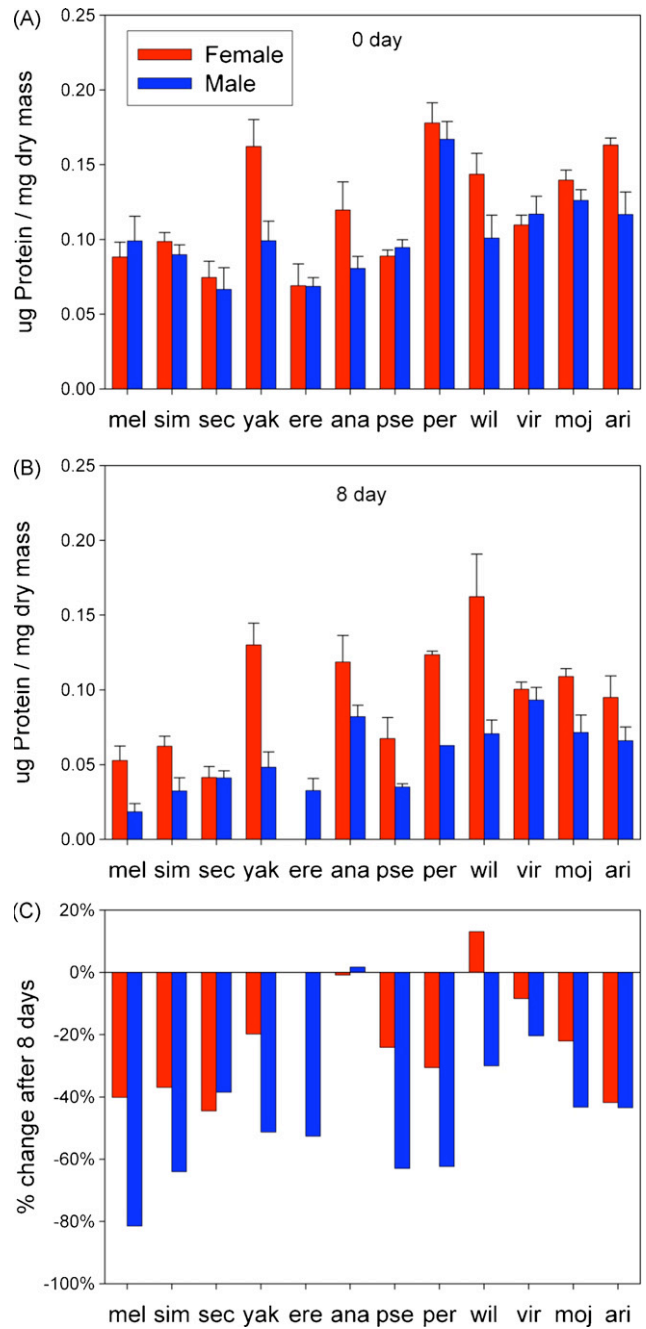 (A)
0.25
0 day
Female
Male
0.20
0.15
0.10
0.05
0.00
ug Protein / mg dry mass
mel sim sec yak ere ana pse per wil vir moj ari
(B)
0.25
8 day
0.20
0.15
0.10
0.05
0.00
ug Protein / mg dry mass
mel sim sec yak ere ana pse per wil vir moj ari
(C)
20%
0%
-20%
-40%
-60%
-80%
-100%
% change after 8 days
mel sim sec yak ere ana pse per wil vir moj ari